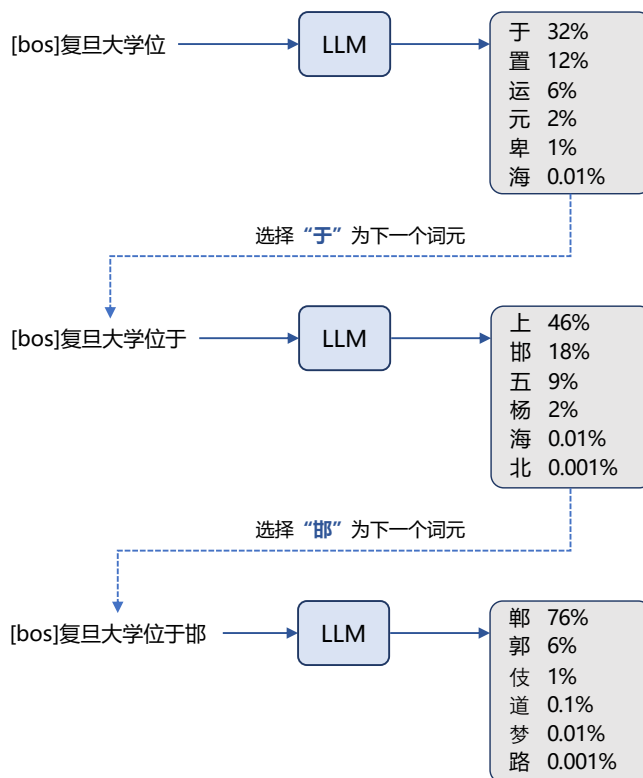 [bos]复旦大学位
LLM
于 32%
置 12%
运 6%
元 2%
卑 1%
海 0.01%
选择“于”为下一个词元
[bos]复旦大学位于
LLM
上 46%
邯 18%
五 9%
杨 2%
海 0.01%
北 0.001%
选择“邯”为下一个词元
[bos]复旦大学位于邯
LLM
郸 76%
郭 6%
伎 1%
道 0.1%
梦 0.01%
路 0.001%